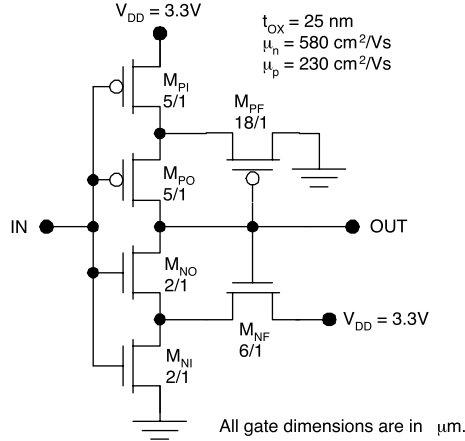 V_DD = 3.3V
t_OX = 25 nm
μ_n = 580 cm²/Vs
μ_p = 230 cm²/Vs
M_PI
5/1
M_PF
18/1
M_PO
5/1
IN
OUT
M_NO
2/1
V_DD = 3.3V
M_NF
6/1
M_NI
2/1
All gate dimensions are in μm.